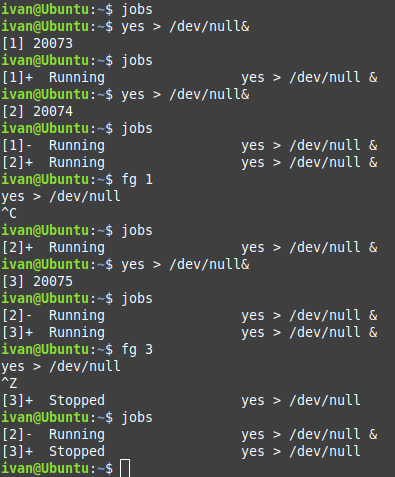 ivan@Ubuntu:~$ jobs
ivan@Ubuntu:~$ yes > /dev/null&
[1] 20073
ivan@Ubuntu:~$ jobs
[1]+  Running                 yes > /dev/null &
ivan@Ubuntu:~$ yes > /dev/null&
[2] 20074
ivan@Ubuntu:~$ jobs
[1]-  Running                 yes > /dev/null &
[2]+  Running                 yes > /dev/null &
ivan@Ubuntu:~$ fg 1
yes > /dev/null
^C
ivan@Ubuntu:~$ jobs
[2]+  Running                 yes > /dev/null &
ivan@Ubuntu:~$ yes > /dev/null&
[3] 20075
ivan@Ubuntu:~$ jobs
[2]-  Running                 yes > /dev/null &
[3]+  Running                 yes > /dev/null &
ivan@Ubuntu:~$ fg 3
yes > /dev/null
^Z
[3]+  Stopped                 yes > /dev/null
ivan@Ubuntu:~$ jobs
[2]-  Running                 yes > /dev/null &
[3]+  Stopped                 yes > /dev/null
ivan@Ubuntu:~$